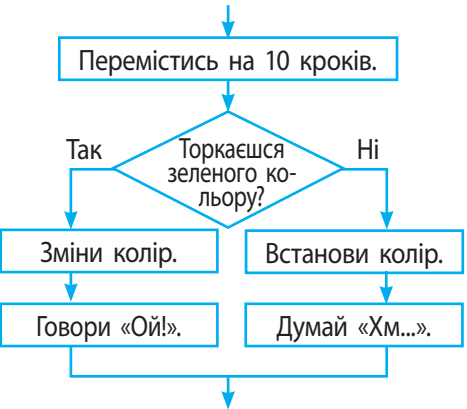 Перемістись на 10 кроків.
Торкаєшся
зеленого ко-
льору?
Так
Ні
Зміни колір.
Встанови колір.
Говори «Ой!».
Думай «Хм...».